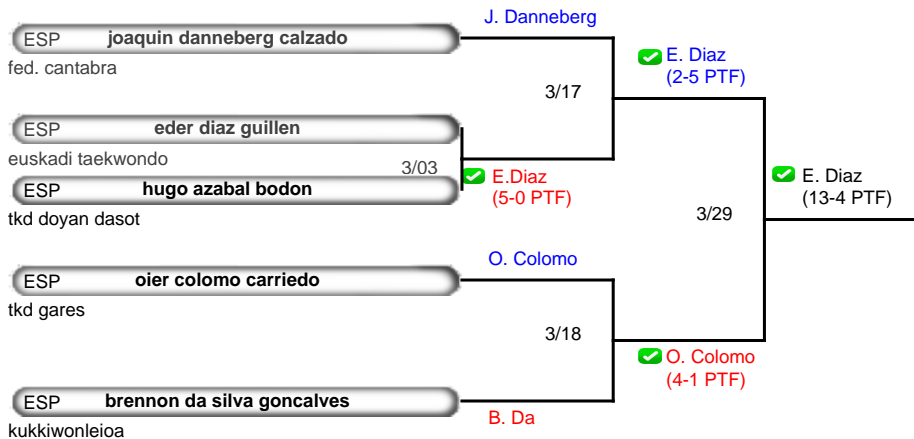 J. Danneberg
ESP joaquin danneberg calzado
fed. cantabra
E. Diaz
(2-5 PTF)
3/17
ESP eder diaz guillen
euskadi taekwondo
3/03
ESP hugo azabal bodon
tkd doyan dasot
E.Diaz
(5-0 PTF)
E. Diaz
(13-4 PTF)
3/29
O. Colomo
ESP oier colomo carriedo
tkd gares
3/18
O. Colomo
(4-1 PTF)
ESP brennon da silva goncalves
kukkiwonleioa
B. Da